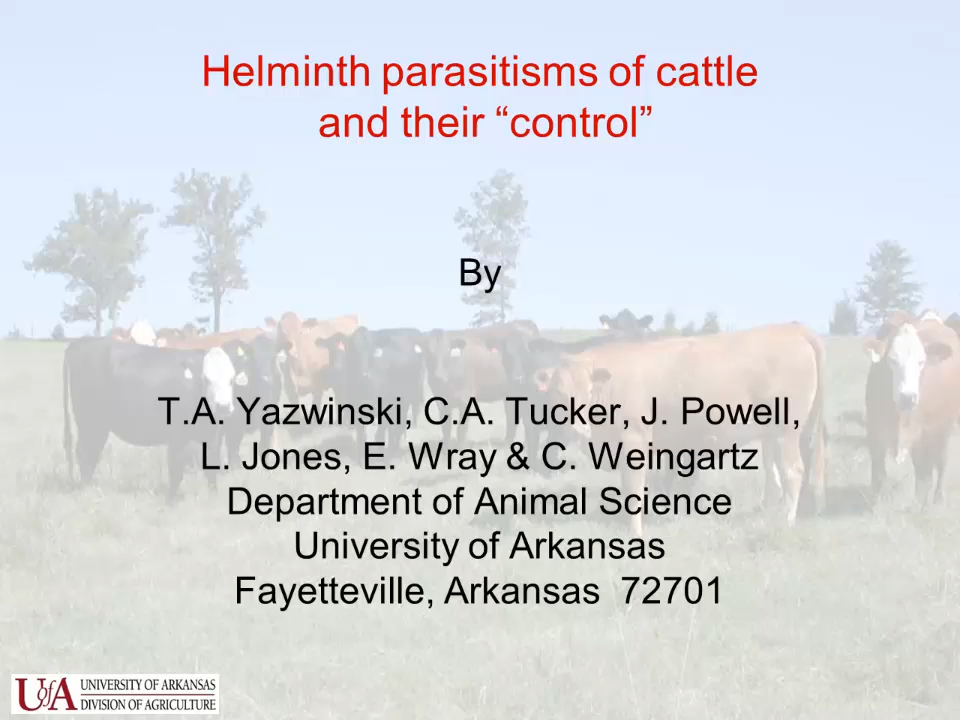 Helminth parasitisms of cattle
and their “control”
By
T.A. Yazwinski, C.A. Tucker, J. Powell,
L. Jones, E. Wray & C. Weingartz
Department of Animal Science
University of Arkansas
Fayetteville, Arkansas  72701
UofA UNIVERSITY OF ARKANSAS
DIVISION OF AGRICULTURE